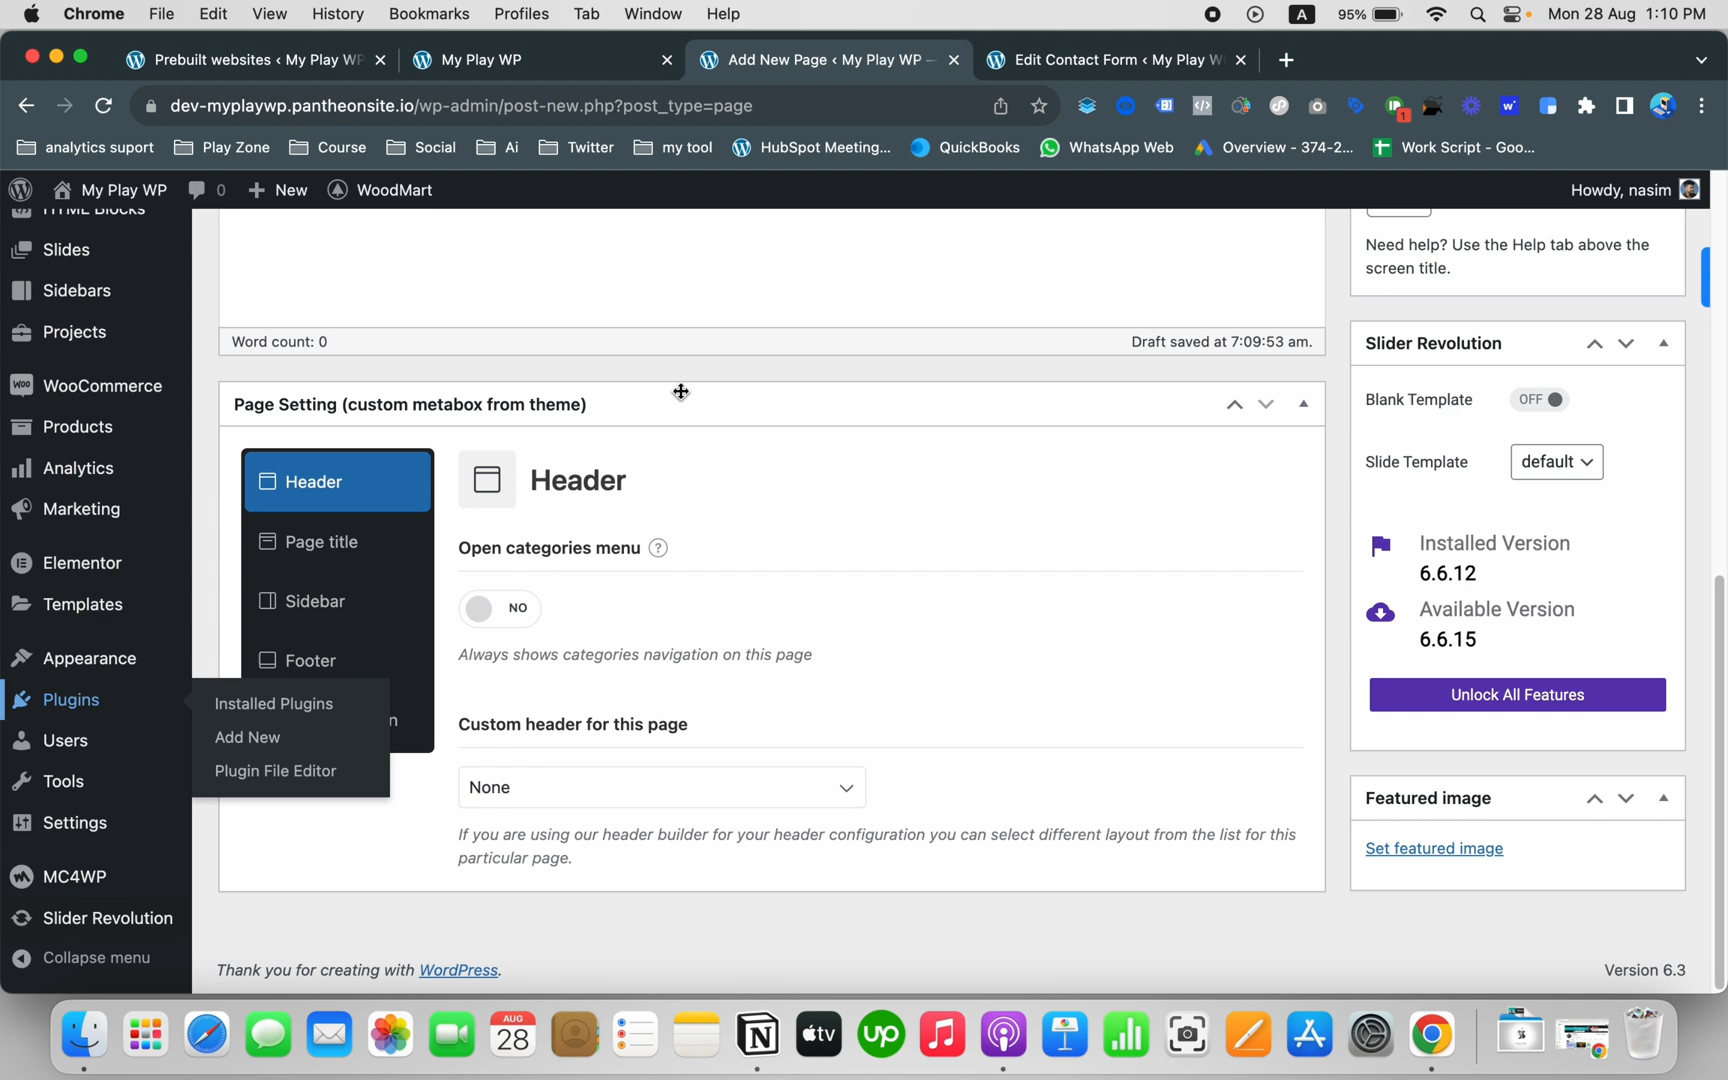 Chrome File Edit View History Bookmarks Profiles Tab Window Help
A 95% Mon 28 Aug 1:10 PM
Prebuilt websites ‹ My Play WP
My Play WP
Add New Page ‹ My Play WP —
Edit Contact Form ‹ My Play W
dev-myplaywp.pantheonsite.io/wp-admin/post-new.php?post_type=page
analytics suport Play Zone Course Social Ai Twitter my tool HubSpot Meeting... QuickBooks WhatsApp Web Overview - 374-2... Work Script - Goo...
My Play WP 0 New WoodMart
Howdy, nasim
HTML Blocks
Slides
Sidebars
Projects
WooCommerce
Products
Analytics
Marketing
Elementor
Templates
Appearance
Plugins
Users
Tools
Settings
MC4WP
Slider Revolution
Collapse menu
Installed Plugins
Add New
Plugin File Editor
Word count: 0
Draft saved at 7:09:53 am.
Page Setting (custom metabox from theme)
Header
Page title
Sidebar
Footer
n
Header
Open categories menu ?
NO
Always shows categories navigation on this page
Custom header for this page
None
If you are using our header builder for your header configuration you can select different layout from the list for this
particular page.
Need help? Use the Help tab above the
screen title.
Slider Revolution
Blank Template OFF
Slide Template default
Installed Version
6.6.12
Available Version
6.6.15
Unlock All Features
Featured image
Set featured image
Thank you for creating with WordPress.
Version 6.3
AUG
28
tv
up